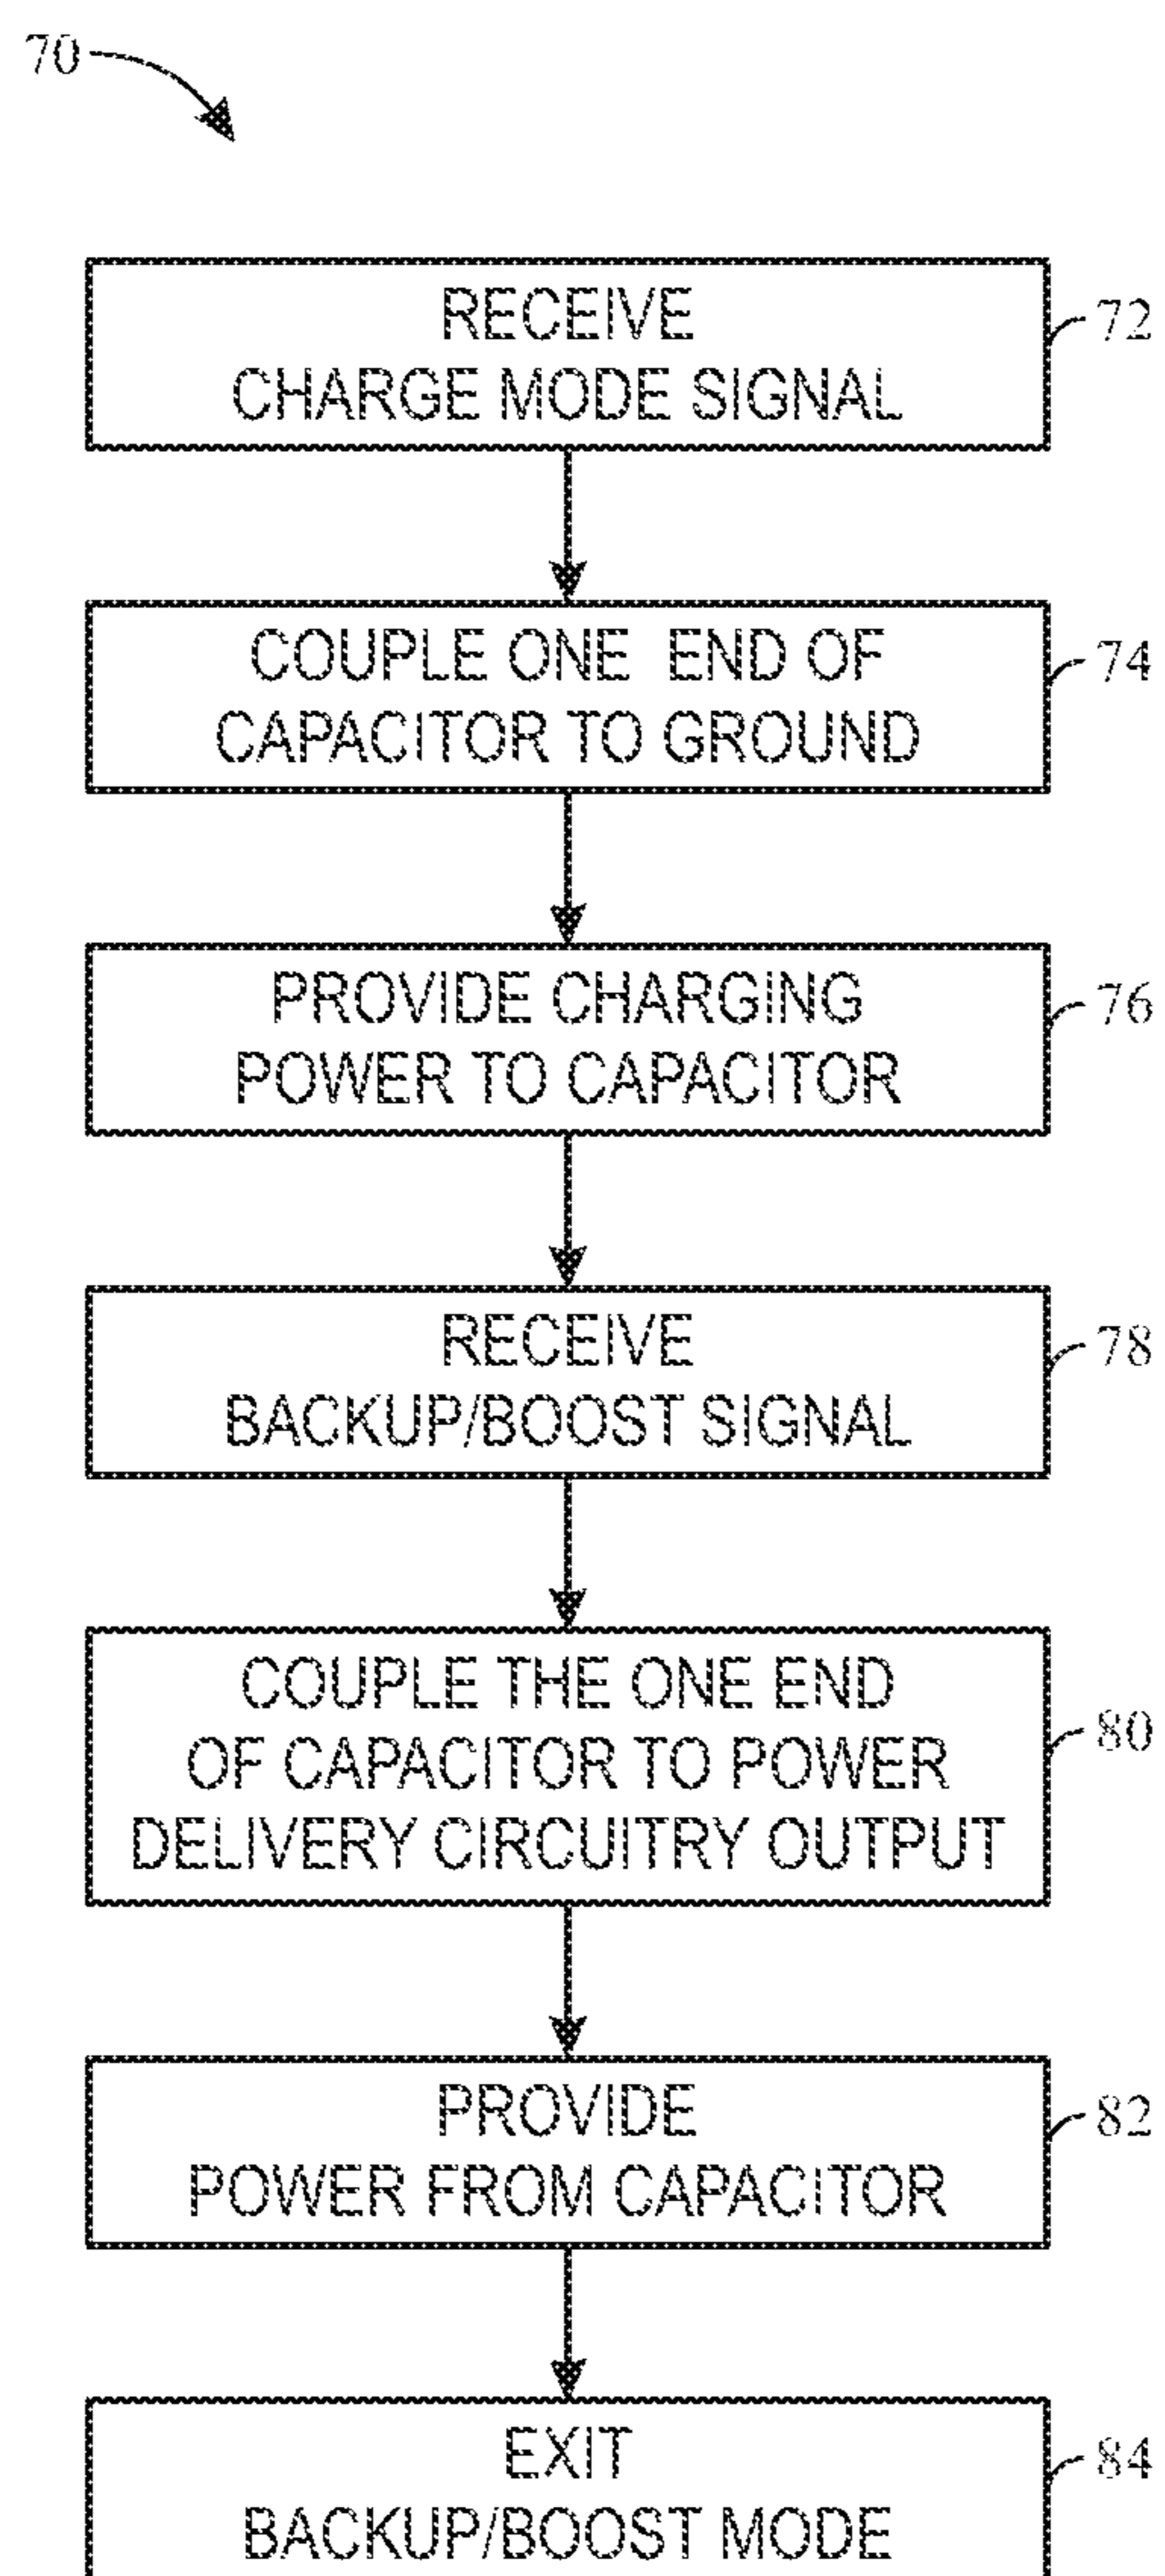 70
RECEIVE
CHARGE MODE SIGNAL
72
COUPLE ONE END OF
CAPACITOR TO GROUND
74
PROVIDE CHARGING
POWER TO CAPACITOR
76
RECEIVE
BACKUP/BOOST SIGNAL
78
COUPLE THE ONE END
OF CAPACITOR TO POWER
DELIVERY CIRCUITRY OUTPUT
80
PROVIDE
POWER FROM CAPACITOR
82
EXIT
BACKUP/BOOST MODE
84